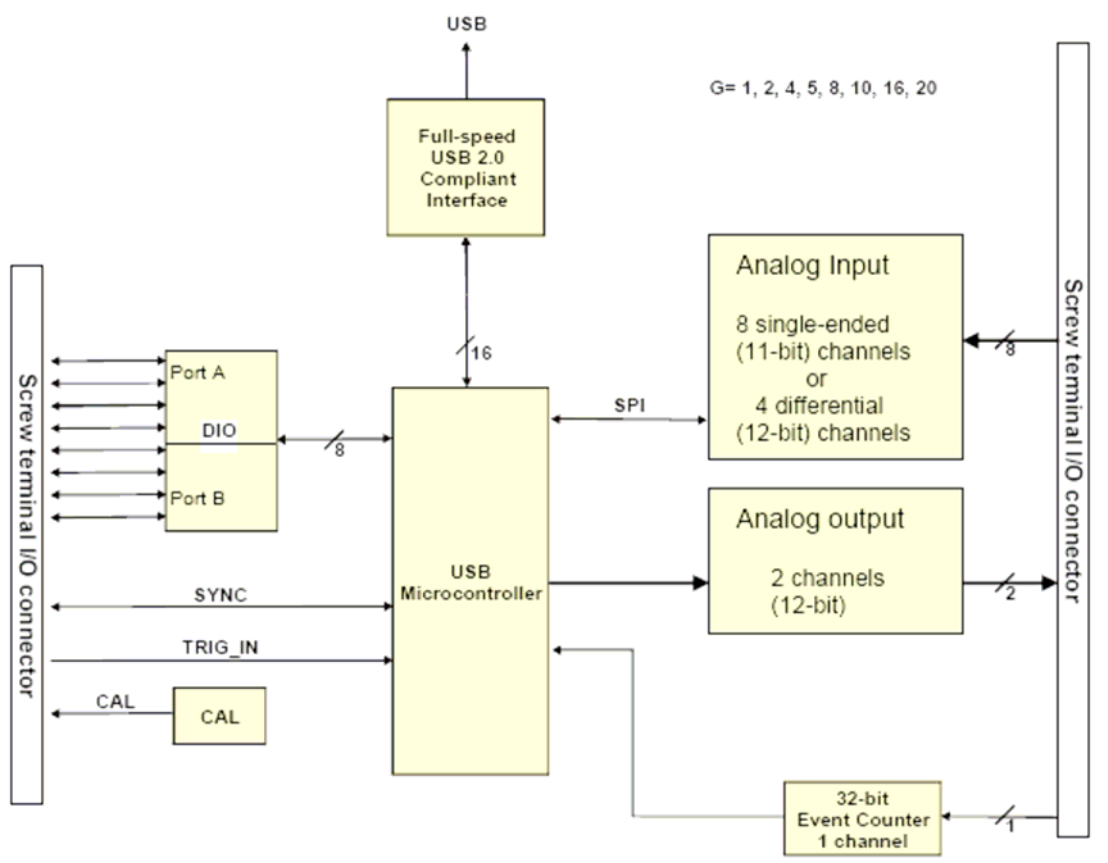 USB
G= 1, 2, 4, 5, 8, 10, 16, 20
Full-speed
USB 2.0
Compliant
Interface
16
Analog Input
8 single-ended
(11-bit) channels
or
4 differential
(12-bit) channels
8
SPI
Screw terminal I/O connector
Port A
DIO
Port B
8
USB
Microcontroller
SYNC
TRIG_IN
CAL
CAL
Analog output
2 channels
(12-bit)
2
32-bit
Event Counter
1 channel
1
Screw terminal I/O connector